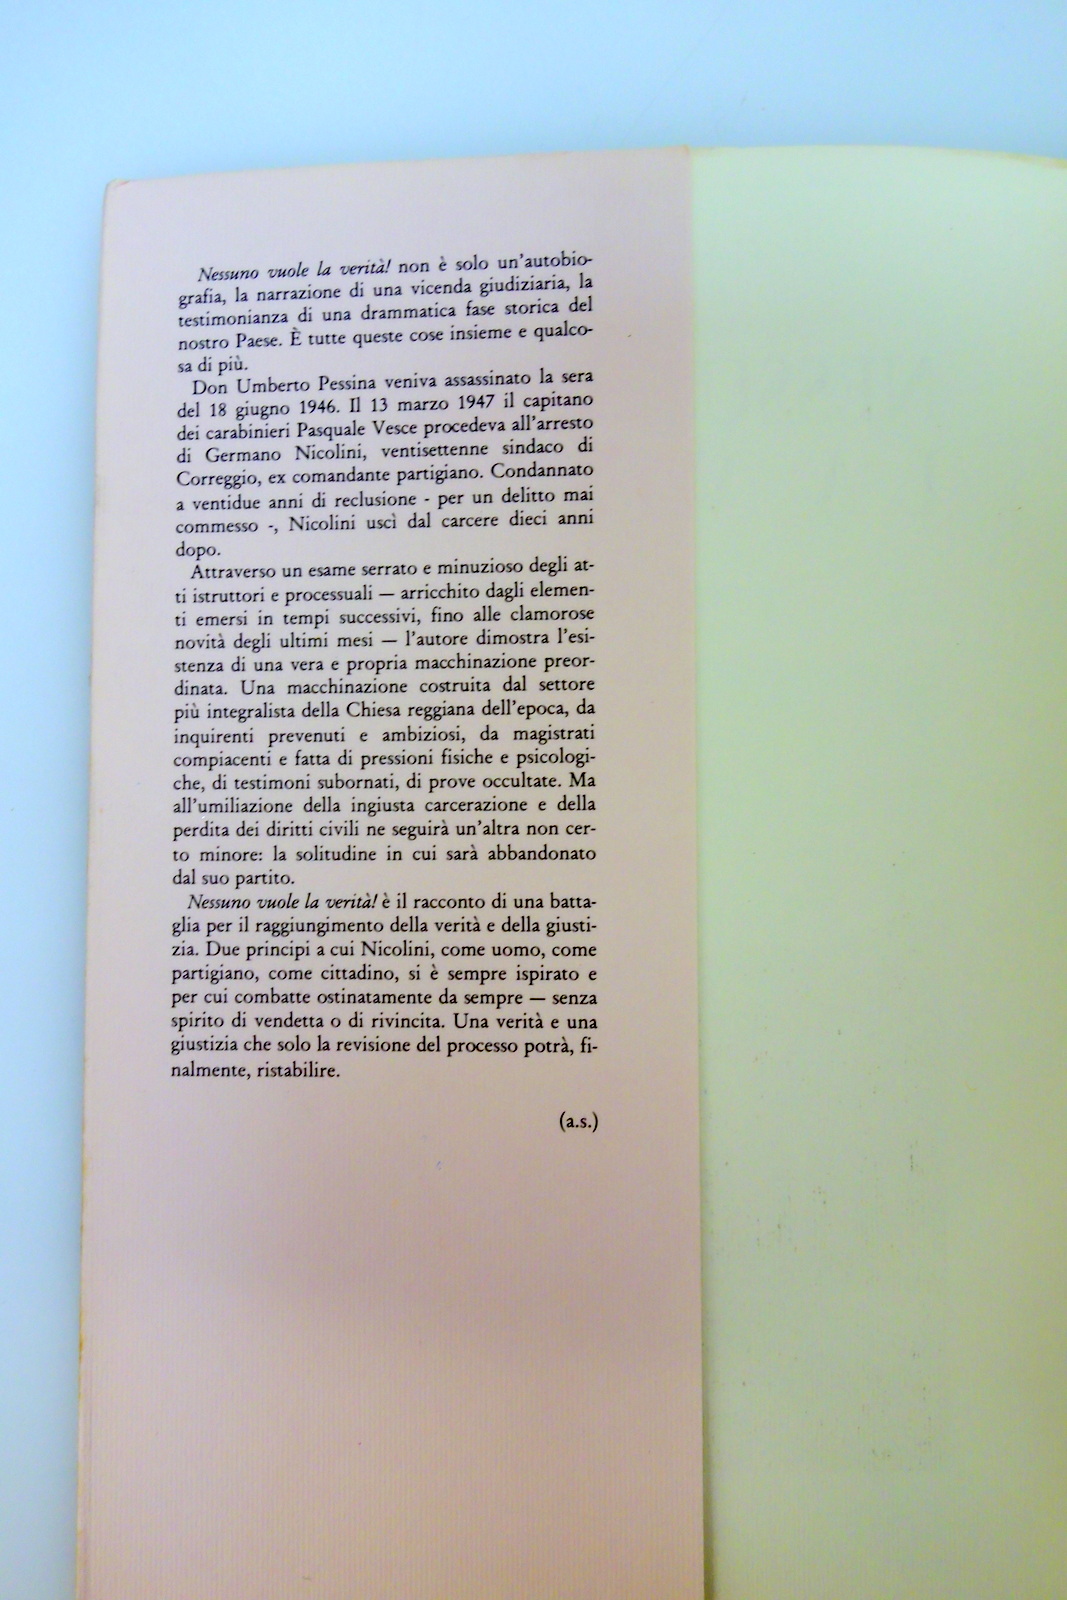 Nessuno vuole la verità! non è solo un'autobio-
grafia, la narrazione di una vicenda giudiziaria, la
testimonianza di una drammatica fase storica del
nostro Paese. È tutte queste cose insieme e qualco-
sa di più.
Don Umberto Pessina veniva assassinato la sera
del 18 giugno 1946. Il 13 marzo 1947 il capitano
dei carabinieri Pasquale Vesce procedeva all'arresto
di Germano Nicolini, ventisettenne sindaco di
Correggio, ex comandante partigiano. Condannato
a ventidue anni di reclusione - per un delitto mai
commesso -, Nicolini uscì dal carcere dieci anni
dopo.
Attraverso un esame serrato e minuzioso degli at-
ti istruttori e processuali — arricchito dagli elemen-
ti emersi in tempi successivi, fino alle clamorose
novità degli ultimi mesi — l'autore dimostra l'esi-
stenza di una vera e propria macchinazione preor-
dinata. Una macchinazione costruita dal settore
più integralista della Chiesa reggiana dell'epoca, da
inquirenti prevenuti e ambiziosi, da magistrati
compiacenti e fatta di pressioni fisiche e psicologi-
che, di testimoni subornati, di prove occultate. Ma
all'umiliazione della ingiusta carcerazione e della
perdita dei diritti civili ne seguirà un'altra non cer-
to minore: la solitudine in cui sarà abbandonato
dal suo partito.
Nessuno vuole la verità! è il racconto di una batta-
glia per il raggiungimento della verità e della giusti-
zia. Due principi a cui Nicolini, come uomo, come
partigiano, come cittadino, si è sempre ispirato e
per cui combatte ostinatamente da sempre — senza
spirito di vendetta o di rivincita. Una verità e una
giustizia che solo la revisione del processo potrà, fi-
nalmente, ristabilire.
(a.s.)